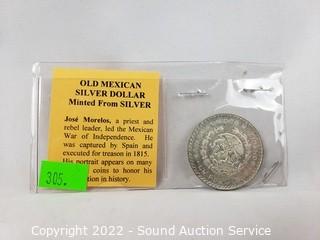 OLD MEXICAN
SILVER DOLLAR
Minted From SILVER
José Morelos, a priest and
rebel leader, led the Mexican
War of Independence. He
was captured by Spain and
executed for treason in 1815.
His portrait appears on many
coins to honor his
in history.
305.
Copyright 2022 - Sound Auction Service